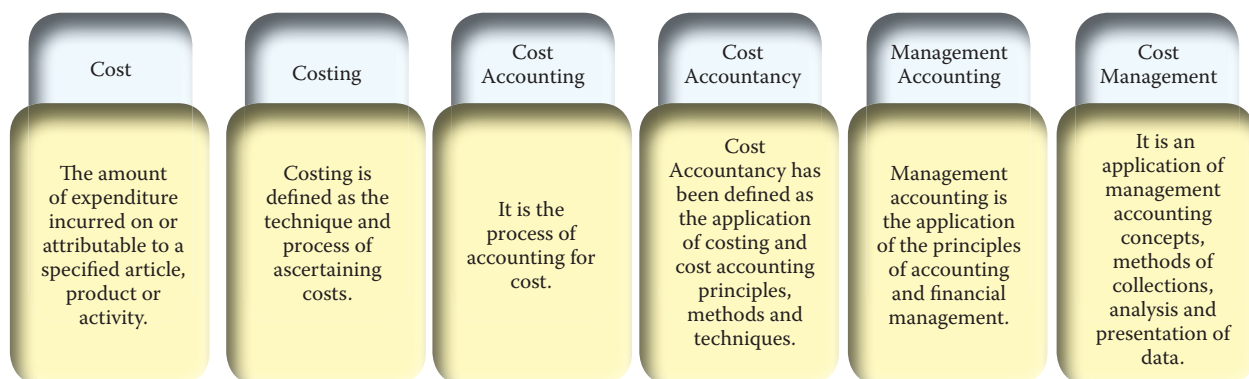 Cost
The amount
of expenditure
incurred on or
attributable to a
specified article,
product or
activity.
Costing
Costing is
defined as the
technique and
process of
ascertaining
costs.
Cost
Accounting
It is the
process of
accounting for
cost.
Cost
Accountancy
Cost
Accountancy has
been defined as
the application
of costing and
cost accounting
principles,
methods and
techniques.
Management
Accounting
Management
accounting is
the application
of the principles
of accounting
and financial
management.
Cost
Management
It is an
application of
management
accounting
concepts,
methods of
collections,
analysis and
presentation of
data.